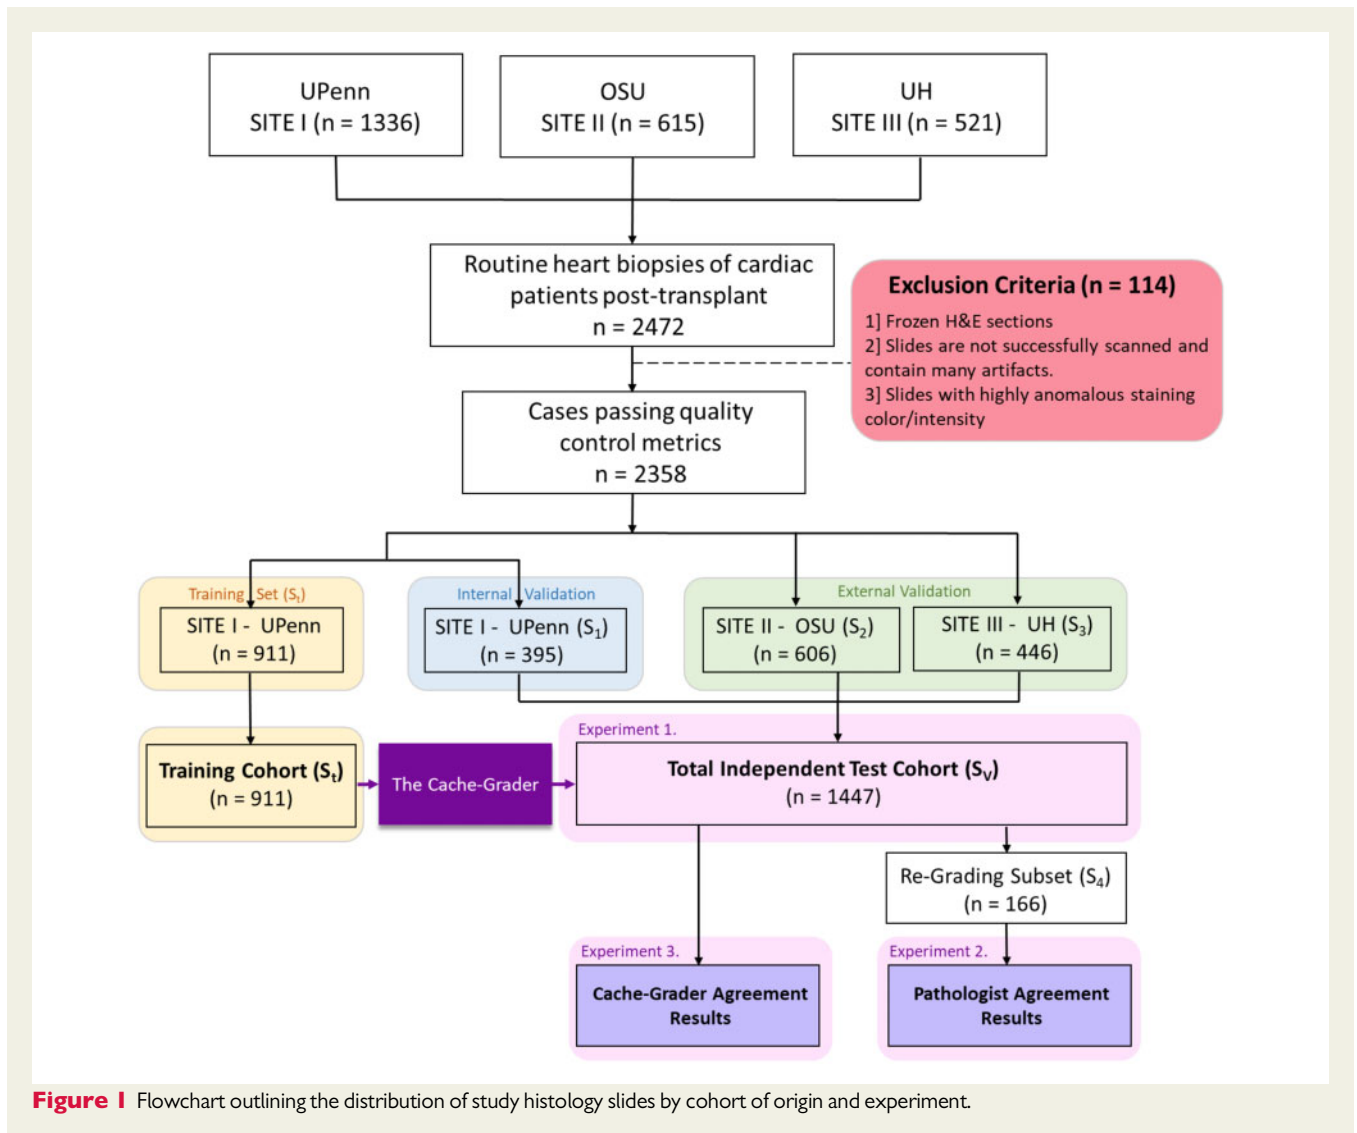 UPenn
SITE I (n = 1336)
OSU
SITE II (n = 615)
UH
SITE III (n = 521)
Routine heart biopsies of cardiac
patients post-transplant
n = 2472
Exclusion Criteria (n = 114)
1] Frozen H&E sections
2] Slides are not successfully scanned and
contain many artifacts.
3] Slides with highly anomalous staining
color/intensity
Cases passing quality
control metrics
n = 2358
Training Set (St)
SITE I - UPenn
(n = 911)
Internal Validation
SITE I - UPenn (S1)
(n = 395)
External Validation
SITE II - OSU (S2)
(n = 606)
SITE III - UH (S3)
(n = 446)
Training Cohort (St)
(n = 911)
The Cache-Grader
Experiment 1.
Total Independent Test Cohort (SV)
(n = 1447)
Re-Grading Subset (S4)
(n = 166)
Experiment 3.
Cache-Grader Agreement
Results
Experiment 2.
Pathologist Agreement
Results
Figure 1 Flowchart outlining the distribution of study histology slides by cohort of origin and experiment.